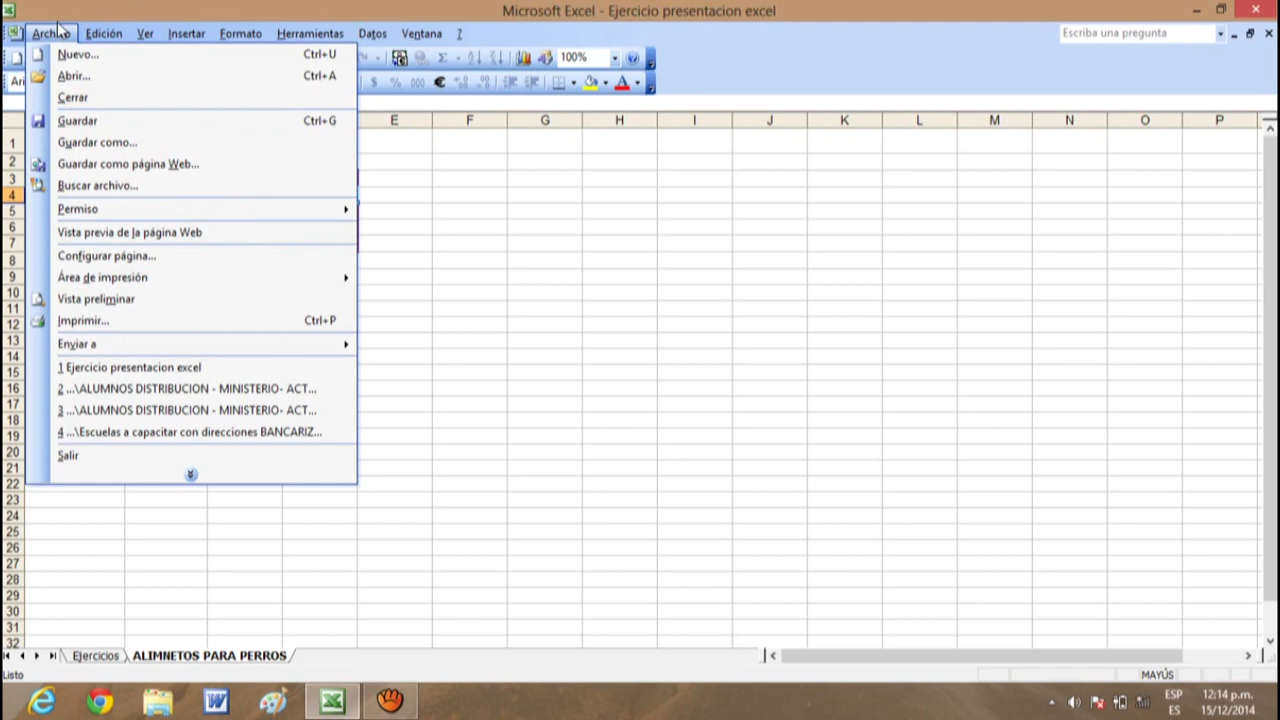 Microsoft Excel - Ejercicio presentacion excel
Archivo Edición Ver Insertar Formato Herramientas Datos Ventana ? Escriba una pregunta
Nuevo... Ctrl+U
100%
Abrir... Ctrl+A
Ari $ % 000 € A
Cerrar
Guardar Ctrl+G
E F G H I J K L M N O P
Guardar como...
Guardar como página Web...
Buscar archivo...
Permiso
Vista previa de la página Web
Configurar página...
Área de impresión
Vista preliminar
Imprimir... Ctrl+P
Enviar a
1 Ejercicio presentacion excel
2 ...\ALUMNOS DISTRIBUCION - MINISTERIO- ACT...
3 ...\ALUMNOS DISTRIBUCION - MINISTERIO- ACT...
4 ...\Escuelas a capacitar con direcciones BANCARIZ...
Salir
1
2
3
4
5
6
7
8
9
10
11
12
13
14
15
16
17
18
19
20
21
22
23
24
25
26
27
28
29
30
31
32
Ejercicios ALIMNETOS PARA PERROS
Listo MAYÚS
ESP 12:14 p.m.
ES 15/12/2014